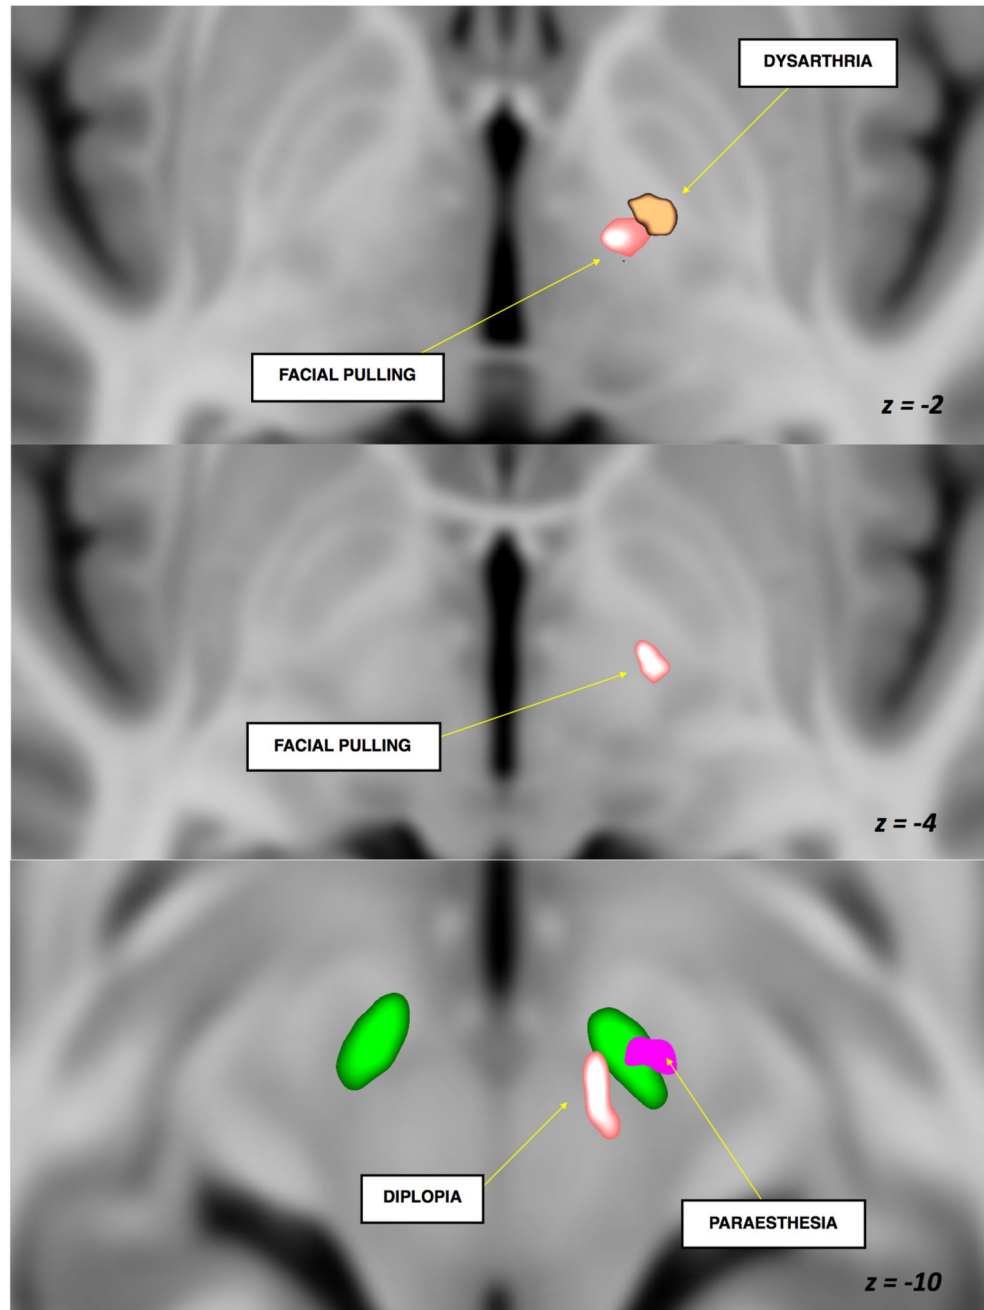 DYSARTHRIA
FACIAL PULLING
z = -2
FACIAL PULLING
z = -4
DIPLOPIA
PARAESTHESIA
z = -10